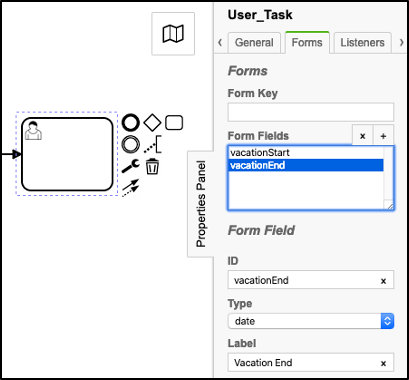 User_Task
General
Forms
Listeners
Forms
Form Key
Form Fields
x
+
vacationStart
vacationEnd
Form Field
ID
vacationEnd
x
Type
date
Label
Vacation End
x
Properties Panel